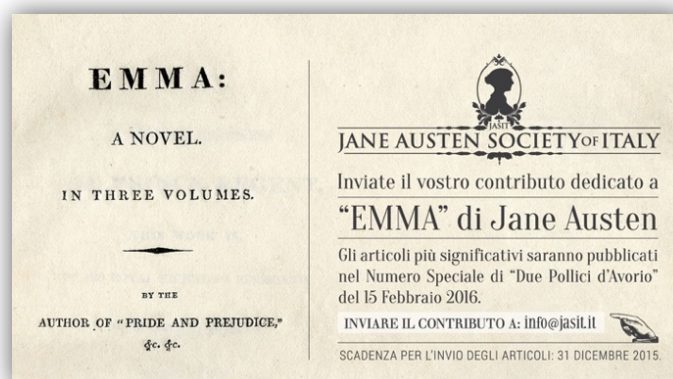 EMMA:
A NOVEL.
IN THREE VOLUMES.
BY THE
AUTHOR OF "PRIDE AND PREJUDICE,"
&c. &c.
JASIT
JANE AUSTEN SOCIETY OF ITALY
Inviate il vostro contributo dedicato a
"EMMA" di Jane Austen
Gli articoli più significativi saranno pubblicati
nel Numero Speciale di "Due Pollici d'Avorio"
del 15 Febbraio 2016.
INVIARE IL CONTRIBUTO A: info@jasit.it
SCADENZA PER L'INVIO DEGLI ARTICOLI: 31 DICEMBRE 2015.